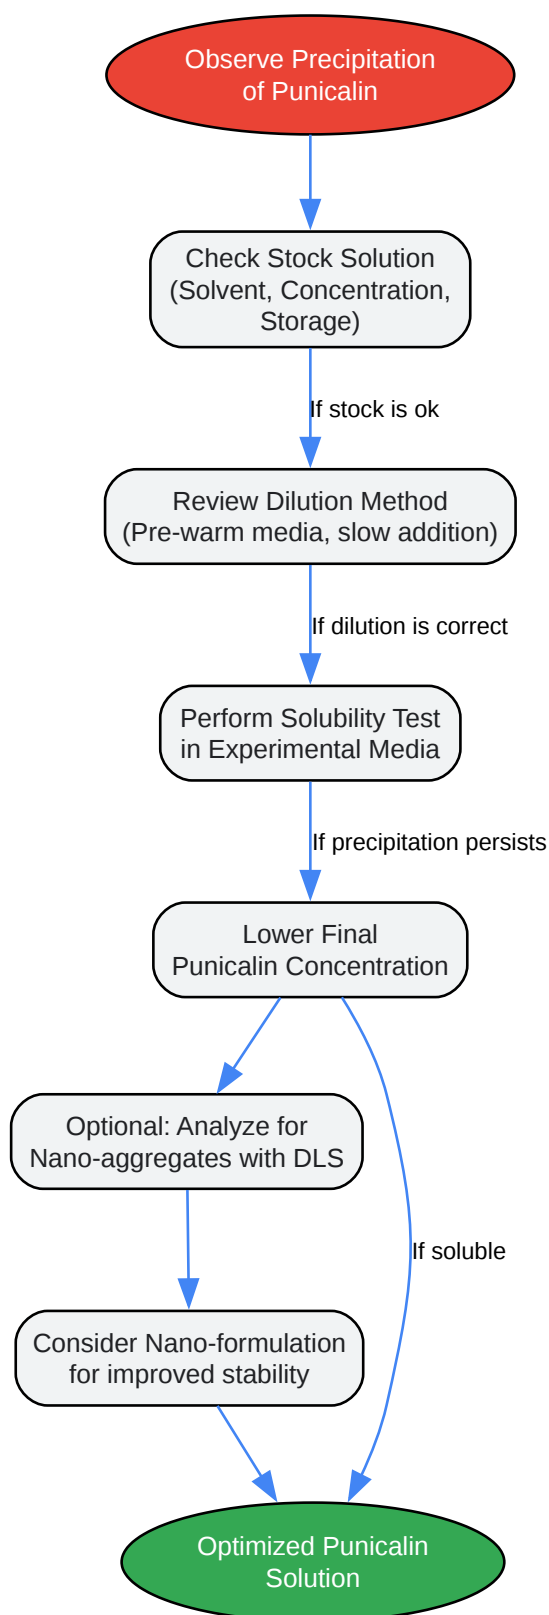 Observe Precipitation
of Punicalin
Check Stock Solution
(Solvent, Concentration,
Storage)
If stock is ok
Review Dilution Method
(Pre-warm media, slow addition)
If dilution is correct
Perform Solubility Test
in Experimental Media
If precipitation persists
Lower Final
Punicalin Concentration
Optional: Analyze for
Nano-aggregates with DLS
If soluble
Consider Nano-formulation
for improved stability
Optimized Punicalin
Solution